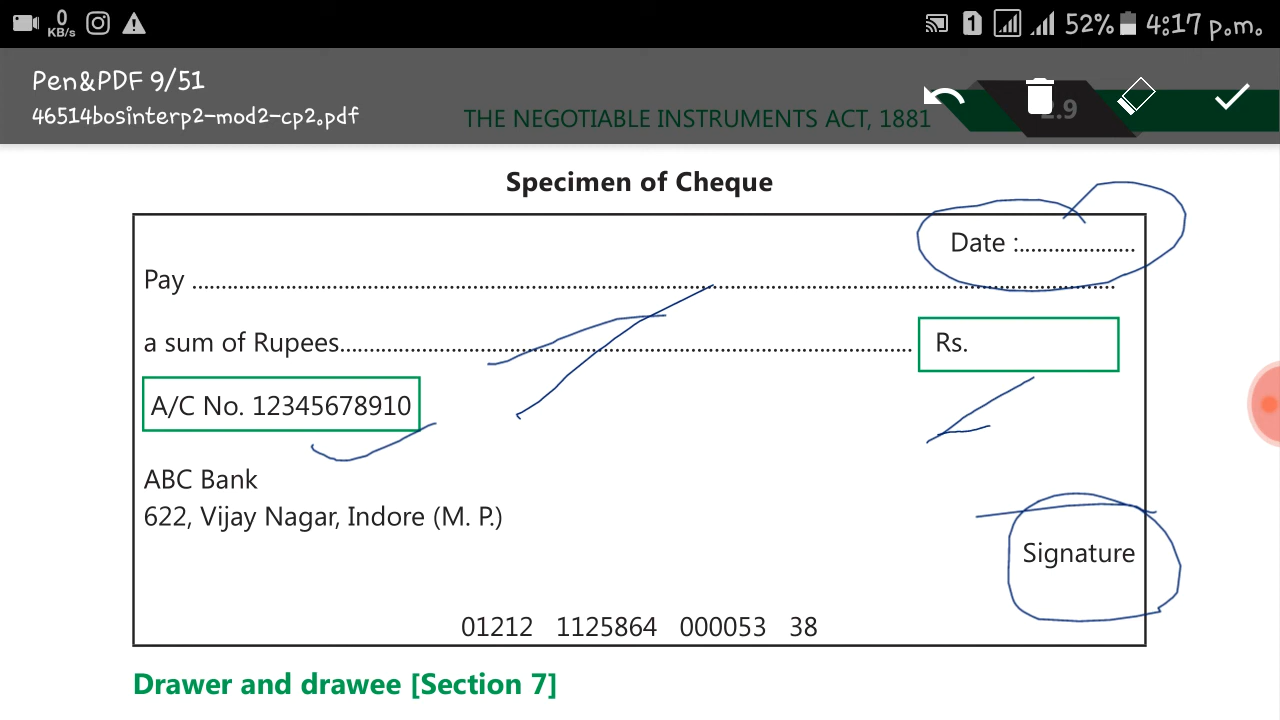 0 KB/s 1 52% 4:17 p.m.
Pen&PDF 9/51
46514bosinterp2-mod2-cp2.pdf
THE NEGOTIABLE INSTRUMENTS ACT, 1881 2.9
Specimen of Cheque
Date :....................
Pay ..............................................................................................................................................................
a sum of Rupees.................................................................................................. Rs.
A/C No. 12345678910
ABC Bank
622, Vijay Nagar, Indore (M. P.)
Signature
01212 1125864 000053 38
Drawer and drawee [Section 7]